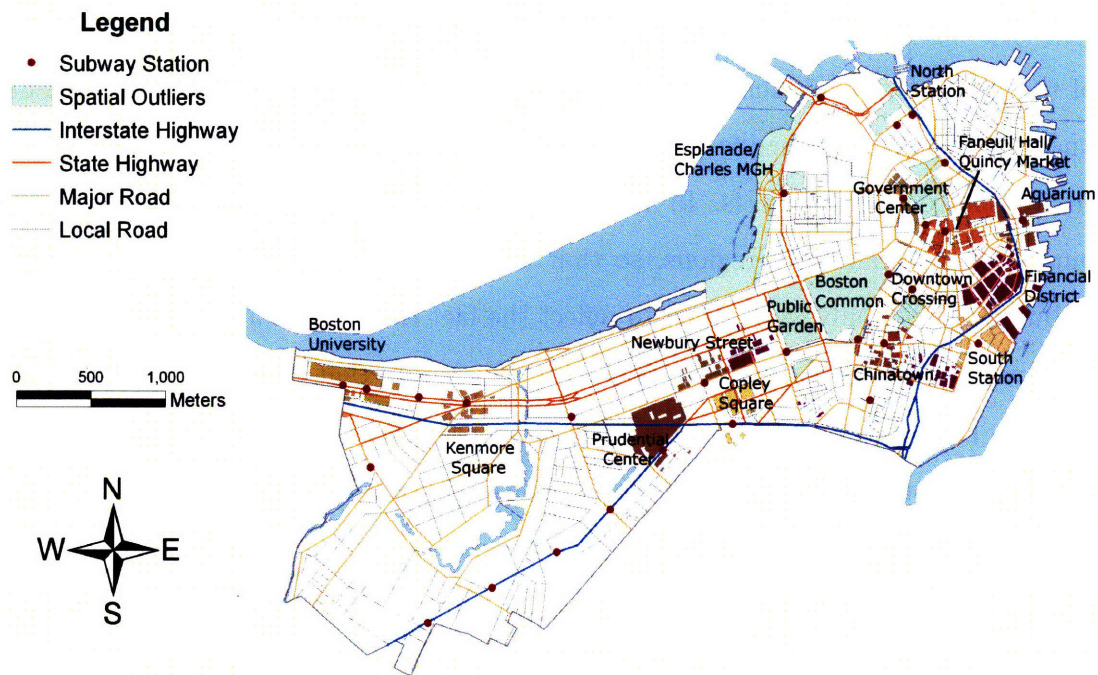 Legend
Subway Station
Spatial Outliers
Interstate Highway
State Highway
Major Road
Local Road
0 500 1,000
Meters
N
W E
S
North
Station
Esplanade/
Charles MGH
Faneuil Hall/
Quincy Market
Government
Center
Aquarium
Boston
Common
Downtown
Crossing
Financial
District
Public
Garden
Boston
University
Newbury Street
Copley
Square
Chinatown
South
Station
Kenmore
Square
Prudential
Center